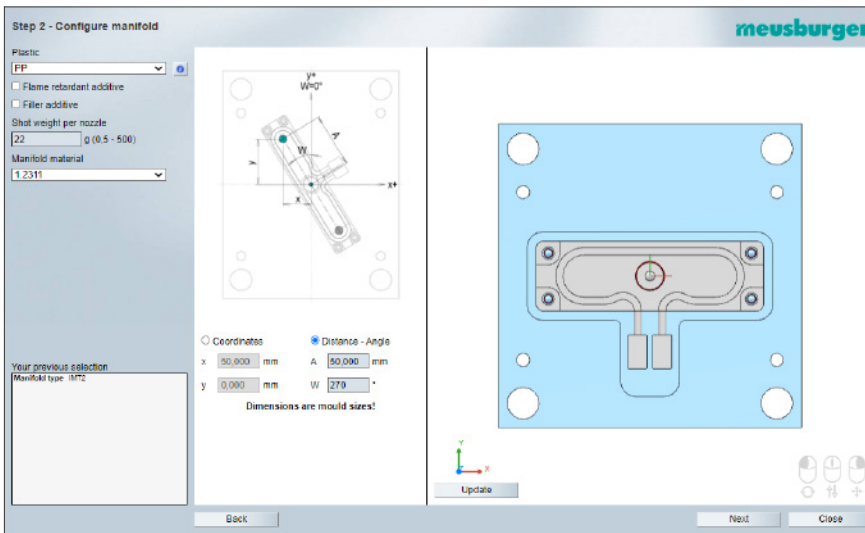 Step 2 - Configure manifold
meusburger
Plastic
PP
Flame retardant additive
Filler additive
Shot weight per nozzle
22 g (0,5 - 500)
Manifold material
1.2311
y+
W=0°
A
W
y
x+
x
Coordinates
Distance - Angle
x 50,000 mm A 50,000 mm
y 0,000 mm W 270 °
Dimensions are mould sizes!
Your previous selection
Manifold type IMT2
Y
Z
X
Update
Back
Next
Close